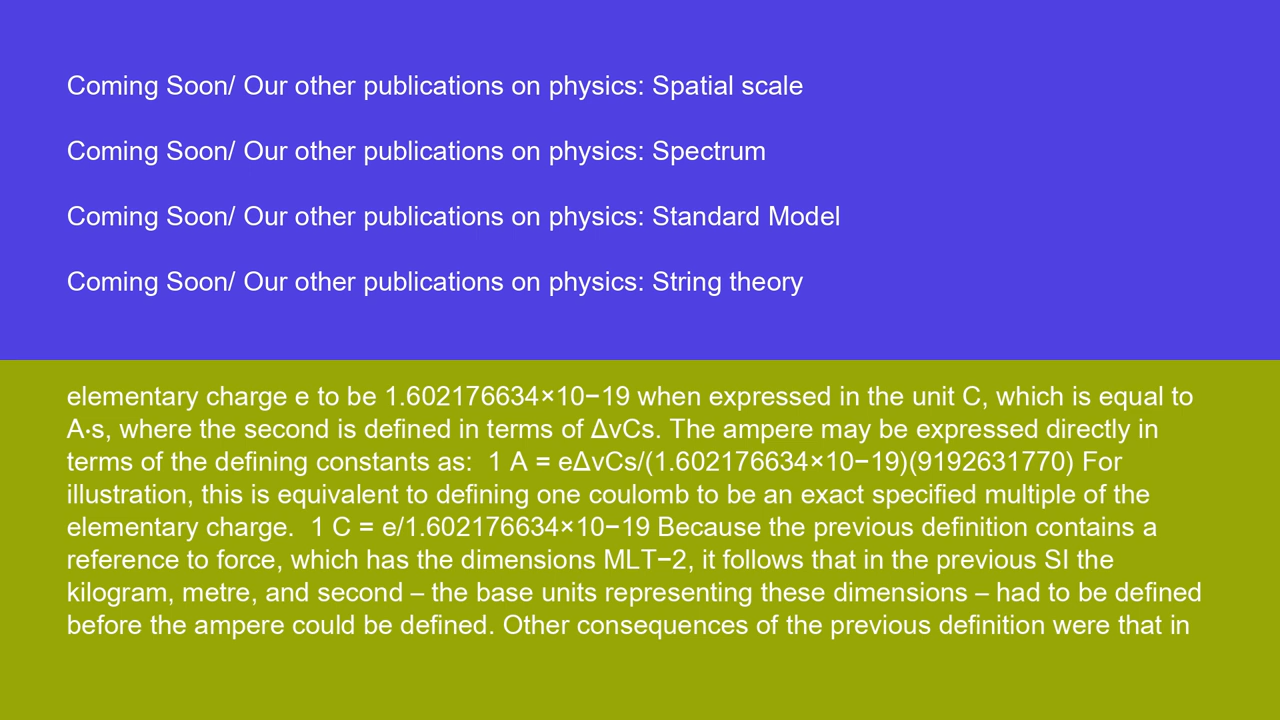 Coming Soon/ Our other publications on physics: Spatial scale
Coming Soon/ Our other publications on physics: Spectrum
Coming Soon/ Our other publications on physics: Standard Model
Coming Soon/ Our other publications on physics: String theory
elementary charge e to be 1.602176634×10−19 when expressed in the unit C, which is equal to
A⋅s, where the second is defined in terms of ΔνCs. The ampere may be expressed directly in
terms of the defining constants as:  1 A = eΔνCs/(1.602176634×10−19)(9192631770) For
illustration, this is equivalent to defining one coulomb to be an exact specified multiple of the
elementary charge.  1 C = e/1.602176634×10−19 Because the previous definition contains a
reference to force, which has the dimensions MLT−2, it follows that in the previous SI the
kilogram, metre, and second – the base units representing these dimensions – had to be defined
before the ampere could be defined. Other consequences of the previous definition were that in